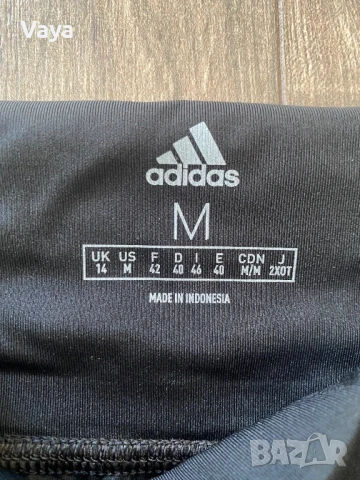 Vaya
adidas
M
UK US F D I E CDN J
14 M 42 40 46 40 M/M 2XOT
MADE IN INDONESIA
BAZAR